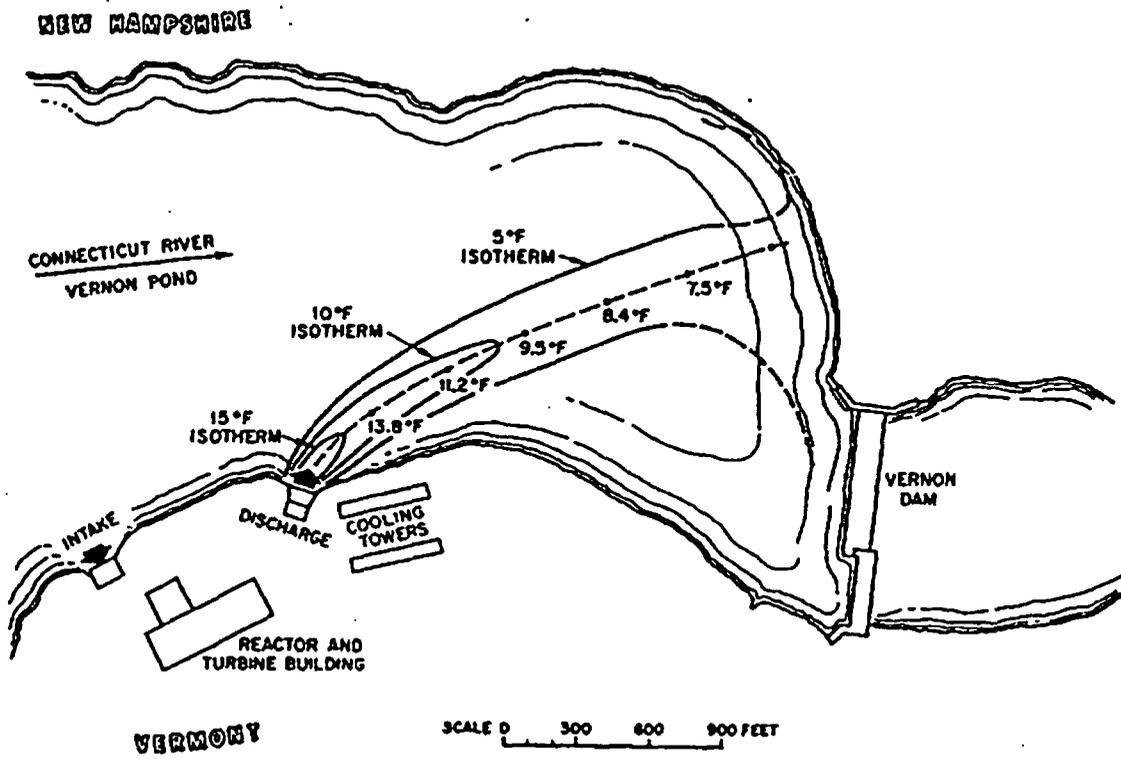 NEW HAMPSHIRE
CONNECTICUT RIVER
VERNON POND
5°F
ISOTHERM
7.5°F
8.4°F
10°F
ISOTHERM
9.5°F
11.2°F
15°F
ISOTHERM
13.8°F
INTAKE
DISCHARGE
COOLING
TOWERS
VERNON
DAM
REACTOR AND
TURBINE BUILDING
VERMONT
SCALE 0 300 600 900 FEET